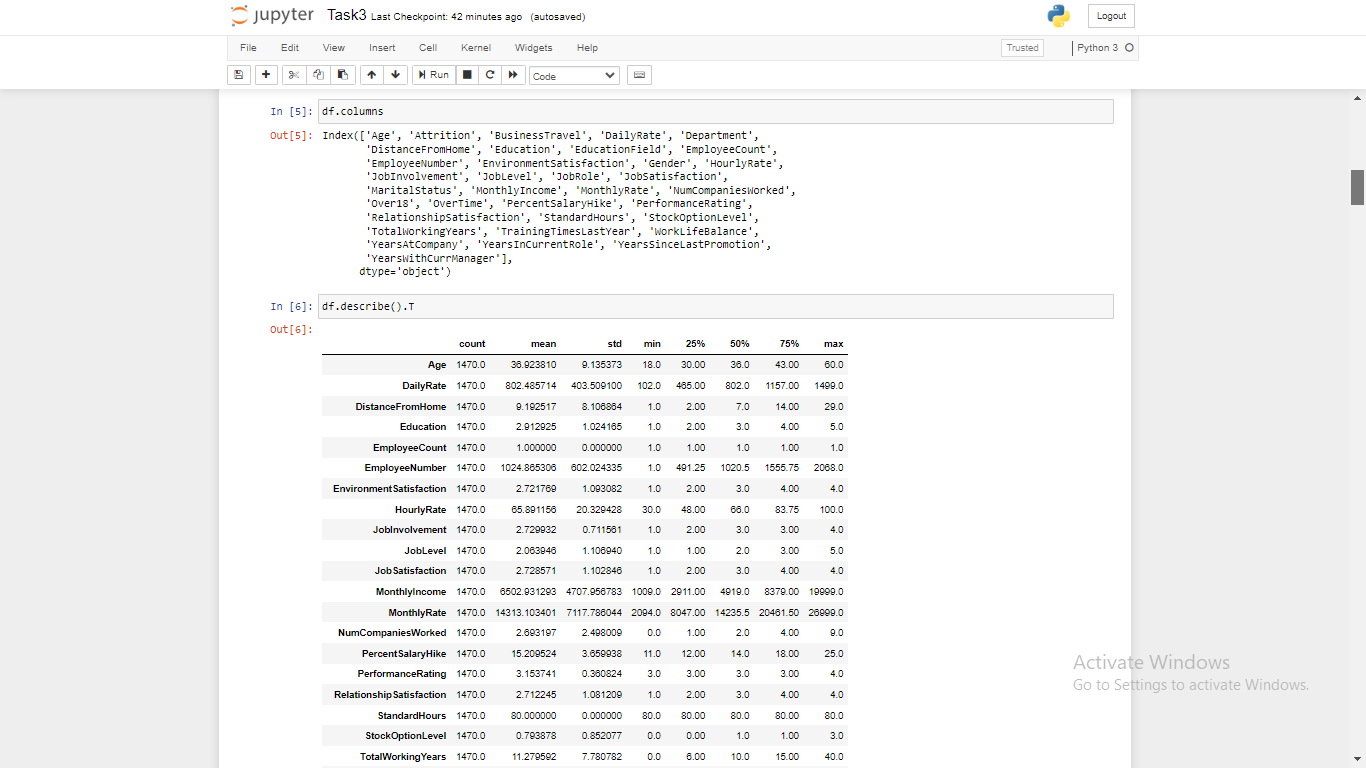 jupyter Task3 Last Checkpoint: 42 minutes ago (autosaved) Logout
File Edit View Insert Cell Kernel Widgets Help Trusted Python 3
Run Code
In [5]: df.columns
Out[5]: Index(['Age', 'Attrition', 'BusinessTravel', 'DailyRate', 'Department',
'DistanceFromHome', 'Education', 'EducationField', 'EmployeeCount',
'EmployeeNumber', 'EnvironmentSatisfaction', 'Gender', 'HourlyRate',
'JobInvolvement', 'JobLevel', 'JobRole', 'JobSatisfaction',
'MaritalStatus', 'MonthlyIncome', 'MonthlyRate', 'NumCompaniesWorked',
'Over18', 'OverTime', 'PercentSalaryHike', 'PerformanceRating',
'RelationshipSatisfaction', 'StandardHours', 'StockOptionLevel',
'TotalWorkingYears', 'TrainingTimesLastYear', 'WorkLifeBalance',
'YearsAtCompany', 'YearsInCurrentRole', 'YearsSinceLastPromotion',
'YearsWithCurrManager'],
dtype='object')
In [6]: df.describe().T
Out[6]:
count mean std min 25% 50% 75% max
Age 1470.0 36.923810 9.135373 18.0 30.00 36.0 43.00 60.0
DailyRate 1470.0 802.485714 403.509100 102.0 465.00 802.0 1157.00 1499.0
DistanceFromHome 1470.0 9.192517 8.106864 1.0 2.00 7.0 14.00 29.0
Education 1470.0 2.912925 1.024165 1.0 2.00 3.0 4.00 5.0
EmployeeCount 1470.0 1.000000 0.000000 1.0 1.00 1.0 1.00 1.0
EmployeeNumber 1470.0 1024.865306 602.024335 1.0 491.25 1020.5 1555.75 2068.0
EnvironmentSatisfaction 1470.0 2.721769 1.093082 1.0 2.00 3.0 4.00 4.0
HourlyRate 1470.0 65.891156 20.329428 30.0 48.00 66.0 83.75 100.0
JobInvolvement 1470.0 2.729932 0.711561 1.0 2.00 3.0 3.00 4.0
JobLevel 1470.0 2.063946 1.106940 1.0 1.00 2.0 3.00 5.0
JobSatisfaction 1470.0 2.728571 1.102846 1.0 2.00 3.0 4.00 4.0
MonthlyIncome 1470.0 6502.931293 4707.956783 1009.0 2911.00 4919.0 8379.00 19999.0
MonthlyRate 1470.0 14313.103401 7117.786044 2094.0 8047.00 14235.5 20461.50 26999.0
NumCompaniesWorked 1470.0 2.693197 2.498009 0.0 1.00 2.0 4.00 9.0
PercentSalaryHike 1470.0 15.209524 3.659938 11.0 12.00 14.0 18.00 25.0
PerformanceRating 1470.0 3.153741 0.360824 3.0 3.00 3.0 3.00 4.0
RelationshipSatisfaction 1470.0 2.712245 1.081209 1.0 2.00 3.0 4.00 4.0
StandardHours 1470.0 80.000000 0.000000 80.0 80.00 80.0 80.00 80.0
StockOptionLevel 1470.0 0.793878 0.852077 0.0 0.00 1.0 1.00 3.0
TotalWorkingYears 1470.0 11.279592 7.780782 0.0 6.00 10.0 15.00 40.0
Activate Windows
Go to Settings to activate Windows.